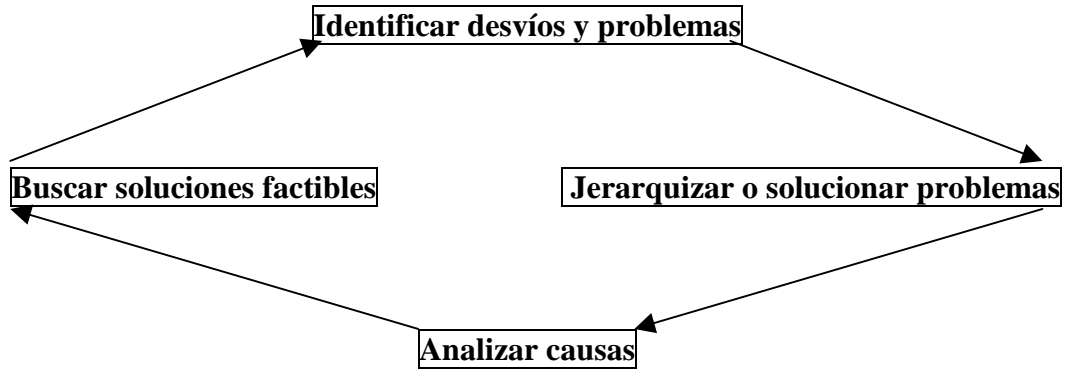 Identificar desvíos y problemas
Buscar soluciones factibles
Jerarquizar o solucionar problemas
Analizar causas